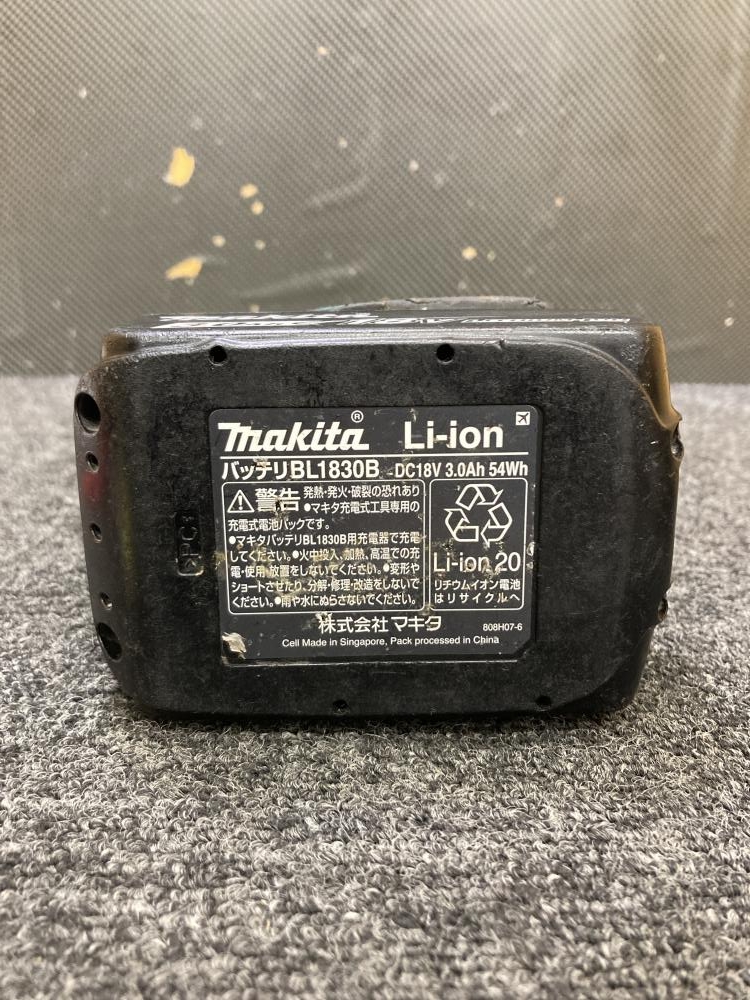 makita® Li-ion
バッテリBL1830B DC18V 3.0Ah 54Wh
警告 発熱・発火・破裂の恐れあり
•マキタ充電式工具専用の
充電式電池パックです。
•マキタバッテリBL1830B用充電器で充電
してください。•火中投入、加熱、高温での充
電・使用・放置をしないでください。•変形や
ショートさせたり、分解・修理・改造をしないで
ください。•雨や水にぬらさないでください。
Li-ion 20
リチウムイオン電池
はリサイクルへ
株式会社マキタ 808H07-6
Cell Made in Singapore, Pack processed in China